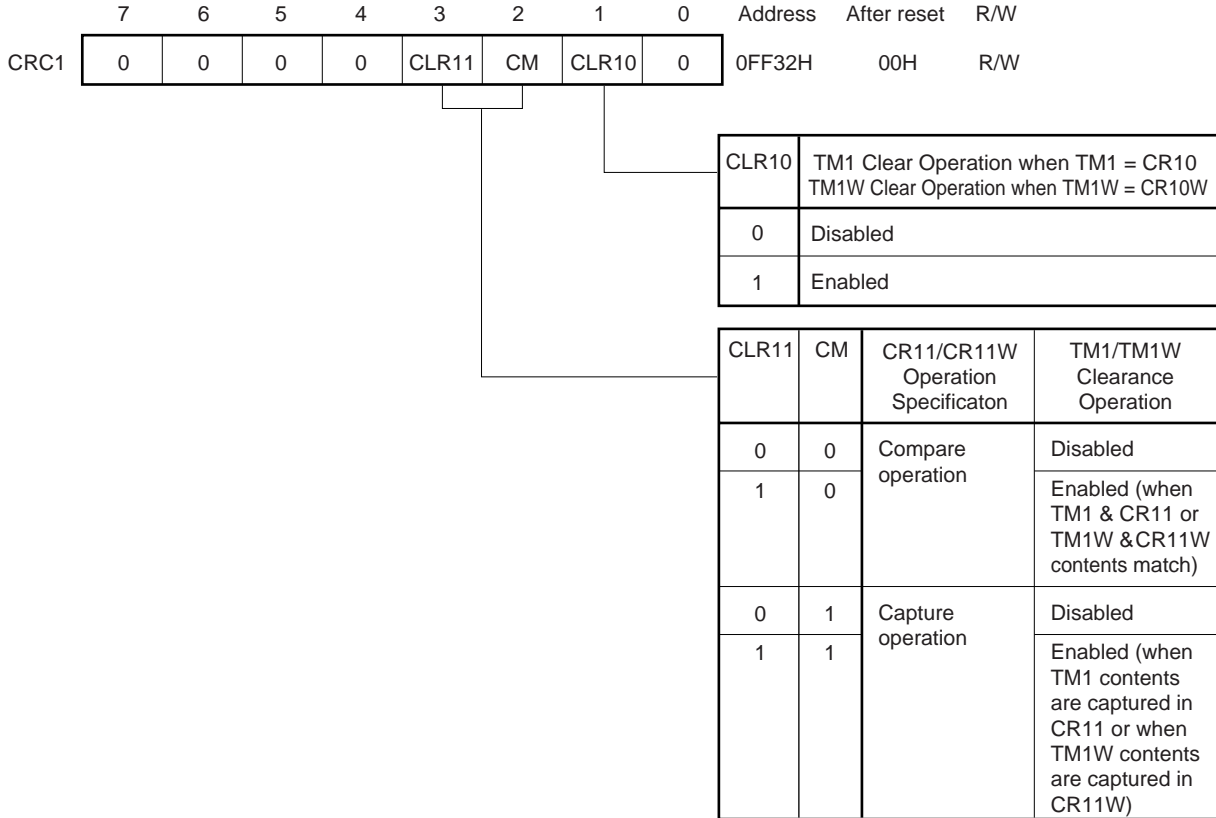 7 6 5 4 3 2 1 0 Address After reset R/W
CRC1 0 0 0 0 CLR11 CM CLR10 0 0FF32H 00H R/W
CLR10 TM1 Clear Operation when TM1 = CR10
TM1W Clear Operation when TM1W = CR10W
0 Disabled
1 Enabled
CLR11 CM CR11/CR11W TM1/TM1W
Operation Clearance
Specificaton Operation
0 0 Compare Disabled
operation
1 0 Enabled (when
TM1 & CR11 or
TM1W &CR11W
contents match)
0 1 Capture Disabled
operation
1 1 Enabled (when
TM1 contents
are captured in
CR11 or when
TM1W contents
are captured in
CR11W)